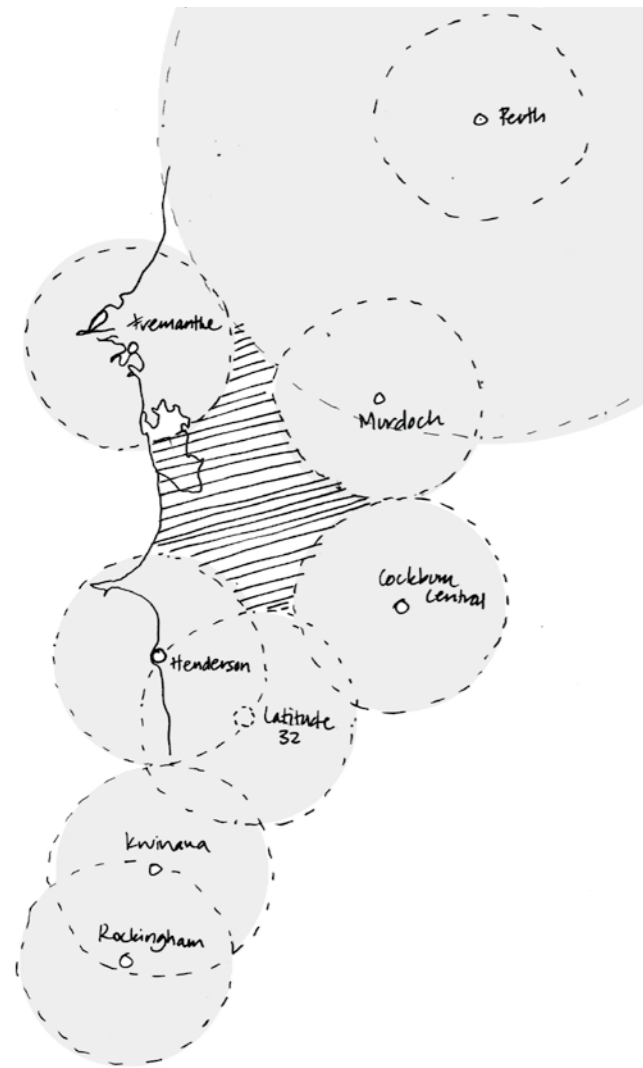 Perth
Fremantle
Murdoch
Cockburn
Central
Henderson
Latitude
32
Kwinana
Rockingham